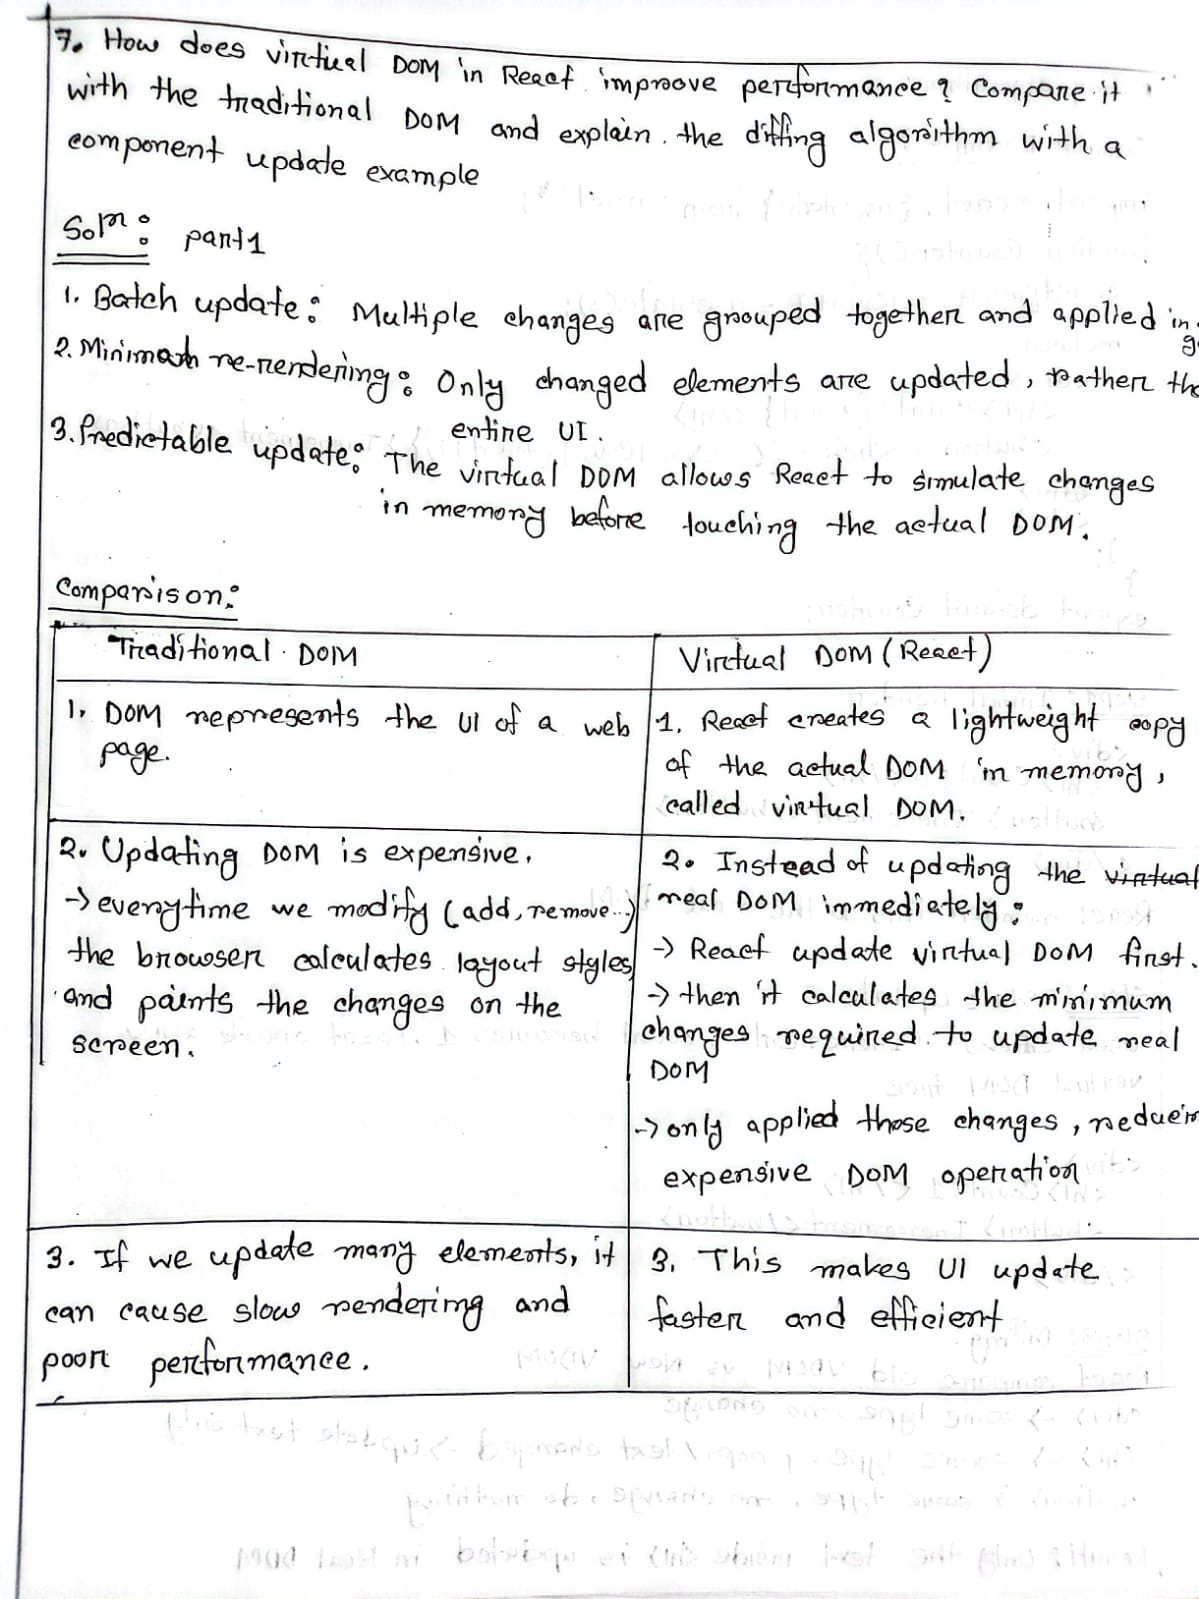 7. How does virtual DOM in React improve performance? Compare it
with the traditional DOM and explain the diffing algorithm with a
component update example
Soln: part1
1. Batch update: Multiple changes are grouped together and applied in
2. Minimal re-rendering: Only changed elements are updated, rather
entire UI.
3. Predictable update: The virtual DOM allows React to simulate changes
in memory before touching the actual DOM.
Comparison:
Traditional DOM
1. DOM represents the UI of a web
page.
2. Updating DOM is expensive.
→ everytime we modify (add, remove...)
the browser calculates layout styles
and paints the changes on the
screen.
3. If we update many elements, it
can cause slow rendering and
poor performance.
Virtual DOM (React)
1. React creates a lightweight copy
of the actual DOM in memory,
called virtual DOM.
2. Instead of updating the virtual
real DOM immediately:
→ React update virtual DOM first.
→ then it calculates the minimum
changes required to update real
DOM
→ only applied those changes,
expensive DOM operation
3. This makes UI update
faster and efficient